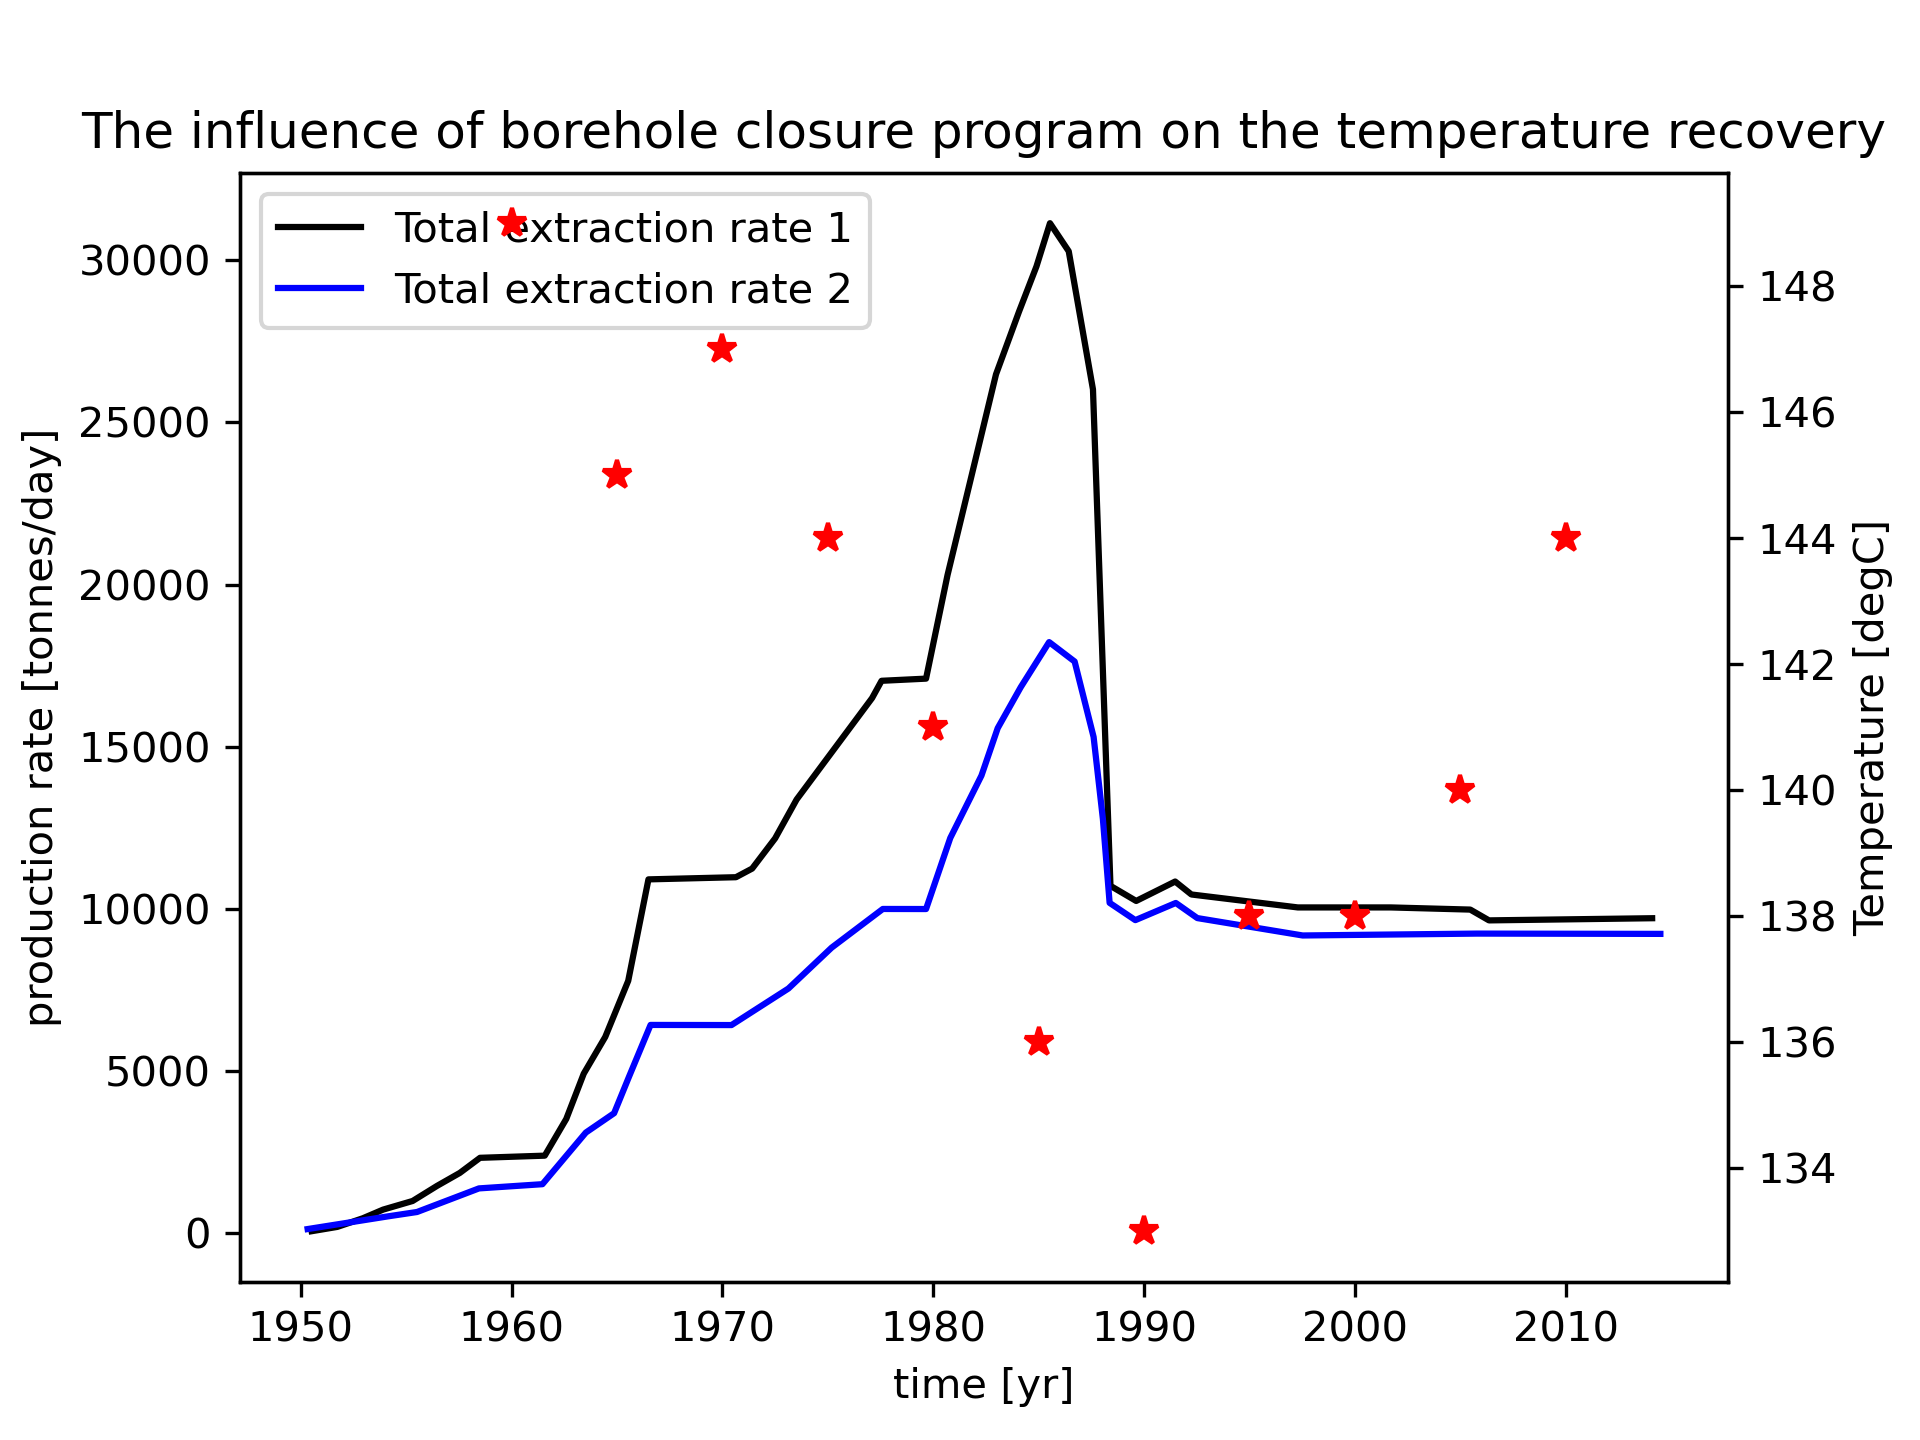 The influence of borehole closure program on the temperature recovery
Total extraction rate 1
Total extraction rate 2
30000
25000
20000
15000
10000
5000
0
production rate [tonnes/day]
148
146
144
142
140
138
136
134
Temperature [degC]
1950 1960 1970 1980 1990 2000 2010
time [yr]